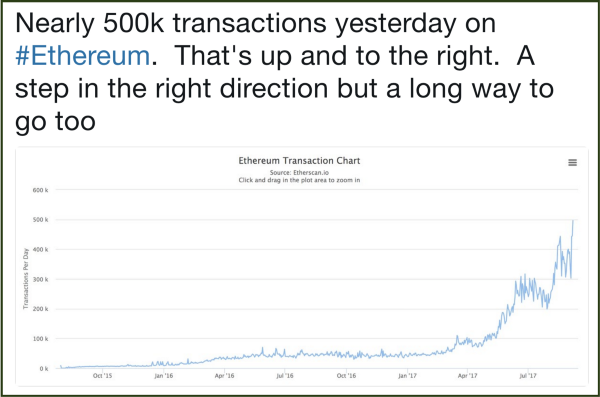 Nearly 500k transactions yesterday on
#Ethereum.  That's up and to the right.  A
step in the right direction but a long way to
go too
Ethereum Transaction Chart
Source: Etherscan.io
Click and drag in the plot area to zoom in
Transactions Per Day
600 k
500 k
400 k
300 k
200 k
100 k
0 k
Oct '15 Jan '16 Apr '16 Jul '16 Oct '16 Jan '17 Apr '17 Jul '17